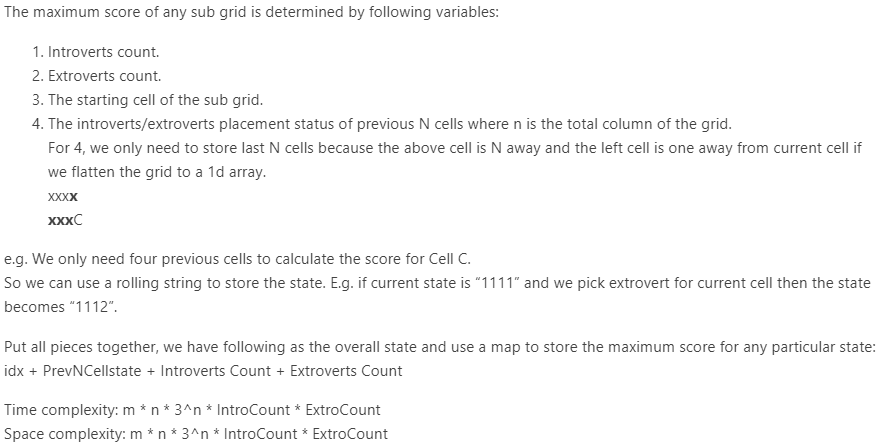 The maximum score of any sub grid is determined by following variables:
1. Introverts count.
2. Extroverts count.
3. The starting cell of the sub grid.
4. The introverts/extroverts placement status of previous N cells where n is the total column of the grid.
For 4, we only need to store last N cells because the above cell is N away and the left cell is one away from current cell if
we flatten the grid to a 1d array.
xxxx
xxxC
e.g. We only need four previous cells to calculate the score for Cell C.
So we can use a rolling string to store the state. E.g. if current state is “1111” and we pick extrovert for current cell then the state
becomes “1112”.
Put all pieces together, we have following as the overall state and use a map to store the maximum score for any particular state:
idx + PrevNCellstate + Introverts Count + Extroverts Count
Time complexity: m * n * 3^n * IntroCount * ExtroCount
Space complexity: m * n * 3^n * IntroCount * ExtroCount